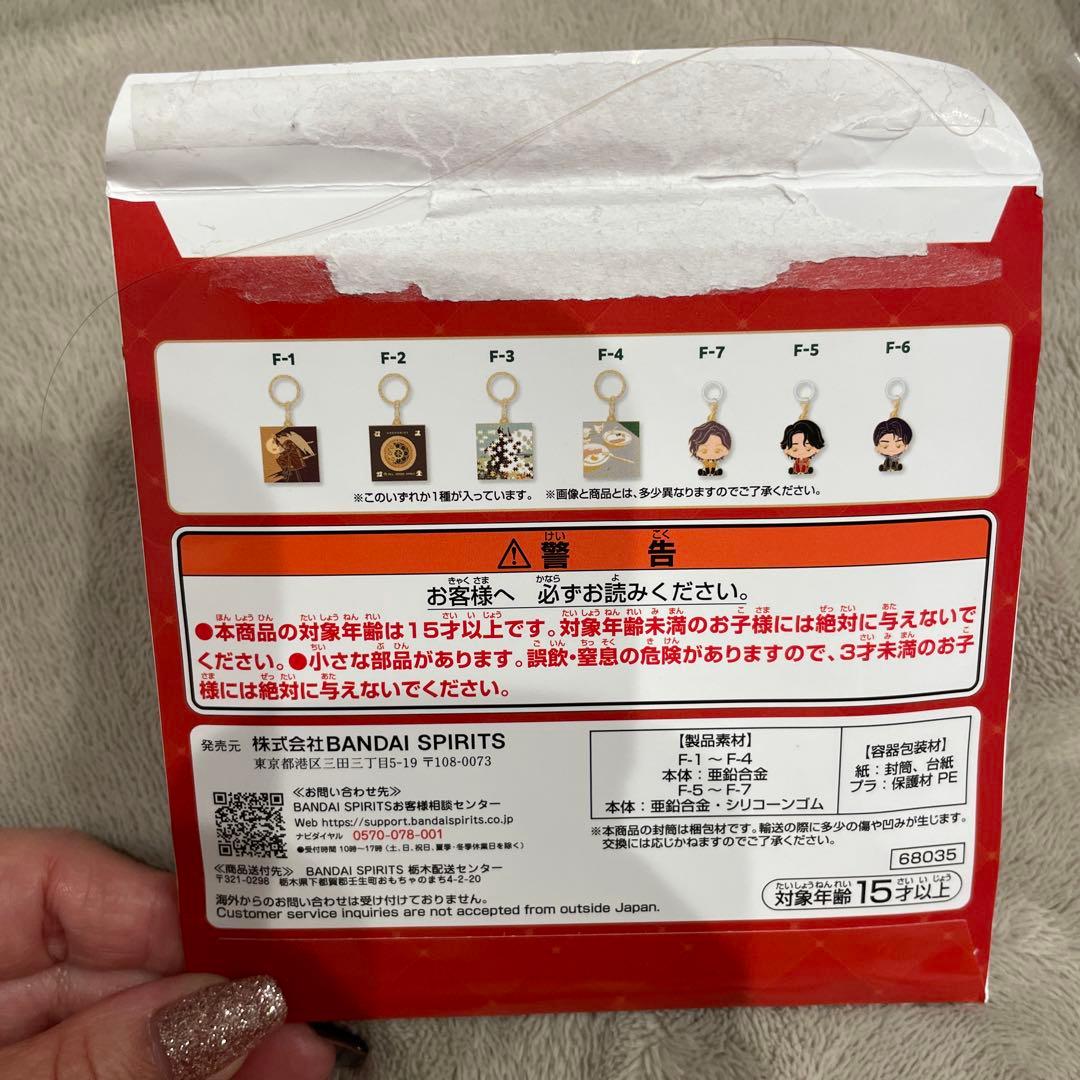 F-1 F-2 F-3 F-4 F-7 F-5 F-6
※このいずれか1種が入っています。 ※画像と商品とは、多少異なりますのでご了承ください。
⚠警告
お客様へ 必ずお読みください。
●本商品の対象年齢は15才以上です。対象年齢未満のお子様には絶対に与えないで
ください。●小さな部品があります。誤飲・窒息の危険がありますので、3才未満のお子
様には絶対に与えないでください。
発売元 株式会社BANDAI SPIRITS
東京都港区三田三丁目5-19 〒108-0073
≪お問い合わせ先≫
BANDAI SPIRITSお客様相談センター
Web https://support.bandaispirits.co.jp
ナビダイヤル 0570-078-001
●受付時間 10時〜17時(土、日、祝日、夏季・冬季休業日を除く)
≪商品送付先≫ BANDAI SPIRITS 栃木配送センター
〒321-0298 栃木県下都賀郡壬生町おもちゃのまち4-2-20
海外からのお問い合わせは受け付けておりません。
Customer service inquiries are not accepted from outside Japan.
【製品素材】
F-1 〜 F-4
本体：亜鉛合金
F-5 〜 F-7
本体：亜鉛合金・シリコーンゴム
【容器包装材】
紙：封筒、台紙
プラ：保護材 PE
※本商品の封筒は梱包材です。輸送の際に多少の傷や凹みが生じます。
交換には応じかねますのでご了承ください。
68035
対象年齢 15才以上